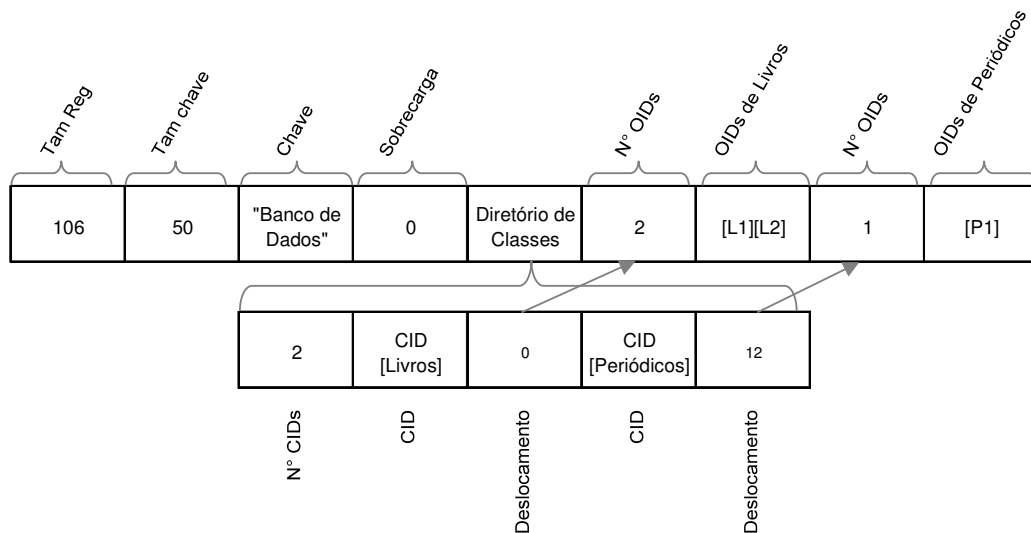 Tam Reg
Tam chave
Chave
Sobrecarga
N° OIDs
OIDs de Livros
N° OIDs
OIDs de Periódicos
106
50
"Banco de
Dados"
0
Diretório de
Classes
2
[L1][L2]
1
[P1]
2
CID
[Livros]
0
CID
[Periódicos]
12
N° CIDs
CID
Deslocamento
CID
Deslocamento